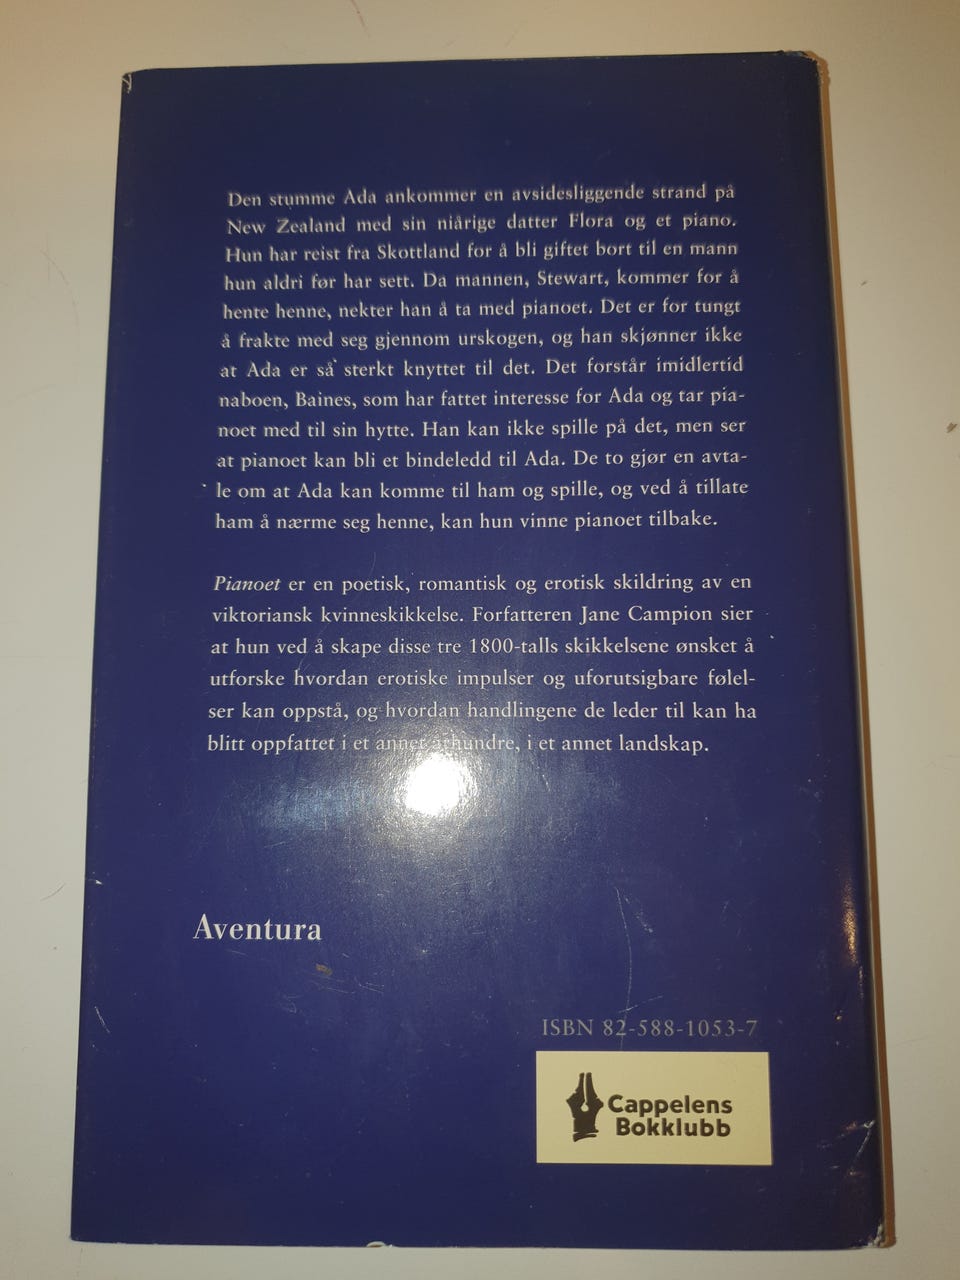 Den stumme Ada ankommer en avsidesliggende strand på
New Zealand med sin niårige datter Flora og et piano.
Hun har reist fra Skottland for å bli giftet bort til en mann
hun aldri før har sett. Da mannen, Stewart, kommer for å
hente henne, nekter han å ta med pianoet. Det er for tungt
å frakte med seg gjennom urskogen, og han skjønner ikke
at Ada er så sterkt knyttet til det. Det forstår imidlertid
naboen, Baines, som har fattet interesse for Ada og tar pia-
noet med til sin hytte. Han kan ikke spille på det, men ser
at pianoet kan bli et bindeledd til Ada. De to gjør en avta-
le om at Ada kan komme til ham og spille, og ved å tillate
ham å nærme seg henne, kan hun vinne pianoet tilbake.
Pianoet er en poetisk, romantisk og erotisk skildring av en
viktoriansk kvinneskikkelse. Forfatteren Jane Campion sier
at hun ved å skape disse tre 1800-talls skikkelsene ønsket å
utforske hvordan erotiske impulser og uforutsigbare følel-
ser kan oppstå, og hvordan handlingene de leder til kan ha
blitt oppfattet i et annet århundre, i et annet landskap.
Aventura
ISBN 82-588-1053-7
Cappelens
Bokklubb